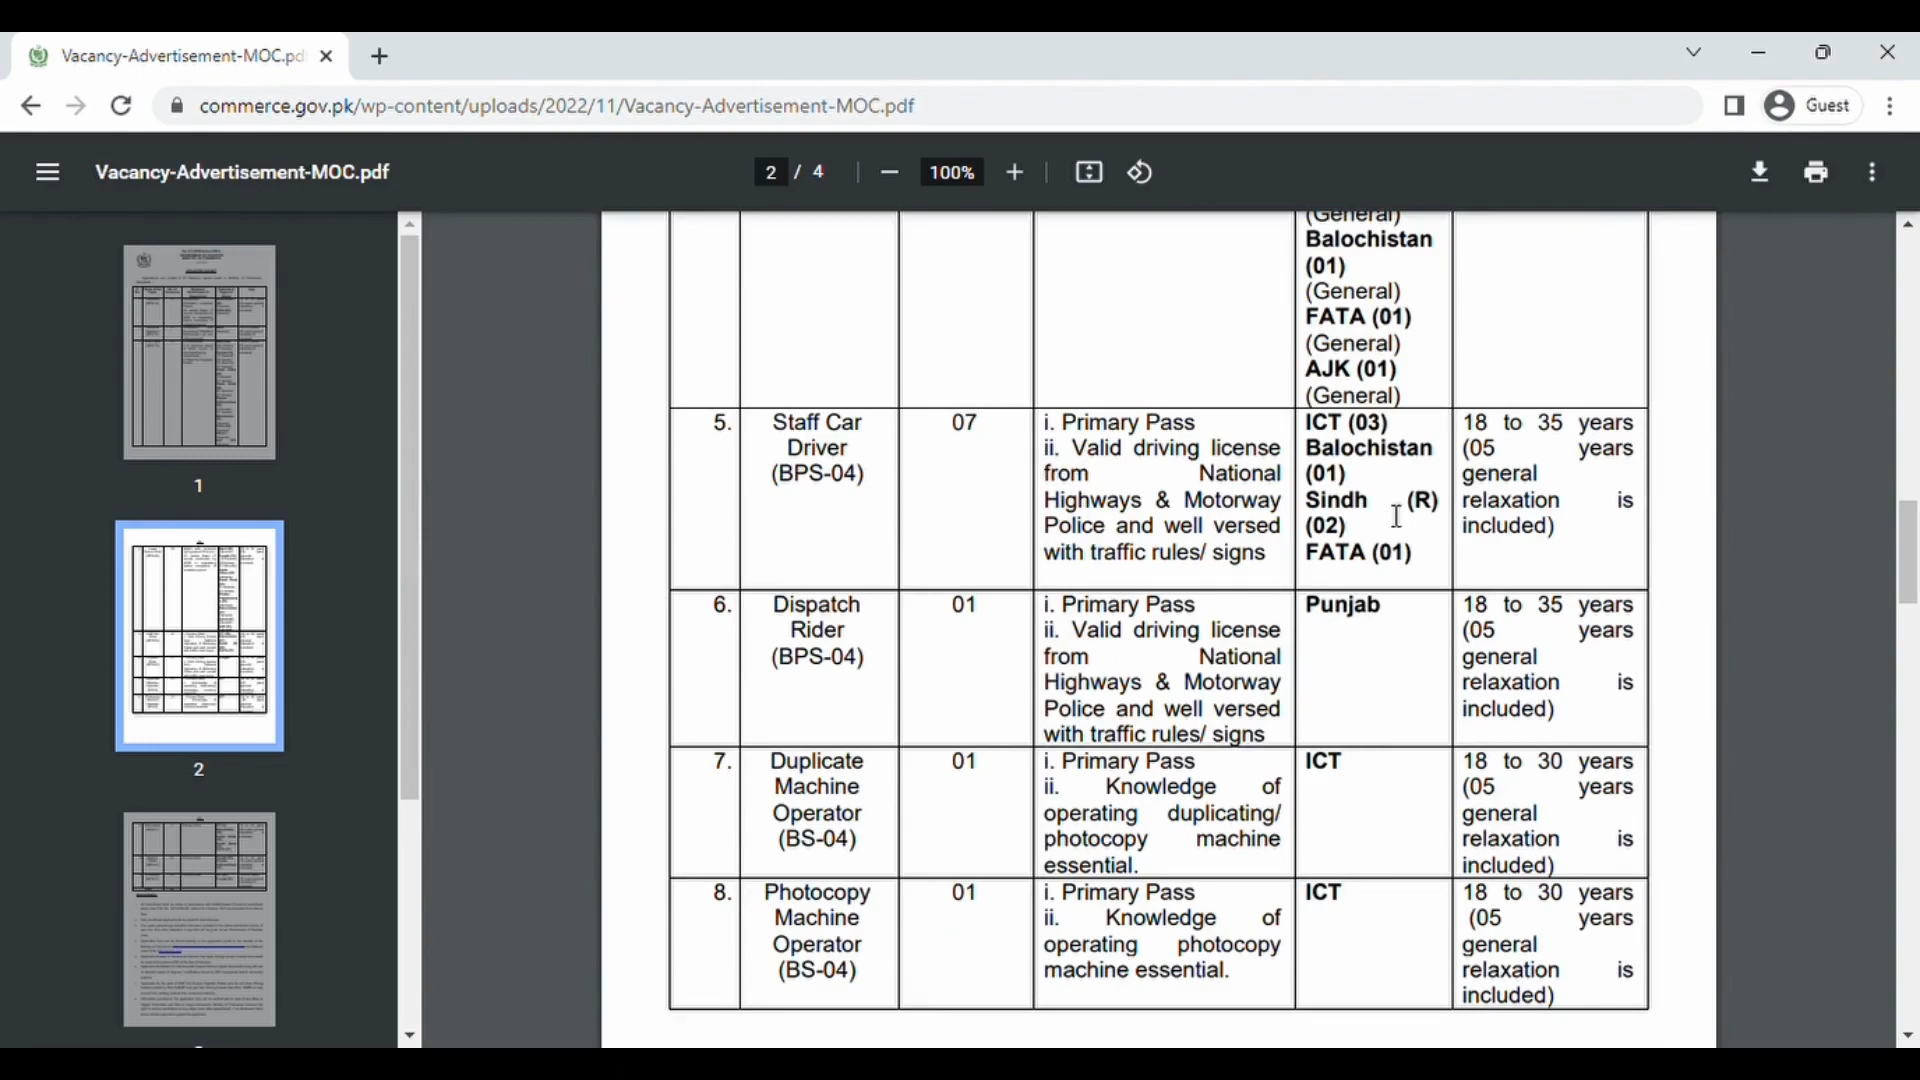 Vacancy-Advertisement-MOC.pd
commerce.gov.pk/wp-content/uploads/2022/11/Vacancy-Advertisement-MOC.pdf
Guest
Vacancy-Advertisement-MOC.pdf
2 / 4
100%
1
2
(General)
Balochistan
(01)
(General)
FATA (01)
(General)
AJK (01)
(General)
5.
Staff Car
Driver
(BPS-04)
07
i. Primary Pass
ii. Valid driving license
from National
Highways & Motorway
Police and well versed
with traffic rules/ signs
ICT (03)
Balochistan
(01)
Sindh (R)
(02)
FATA (01)
18 to 35 years
(05 years
general
relaxation is
included)
6.
Dispatch
Rider
(BPS-04)
01
i. Primary Pass
ii. Valid driving license
from National
Highways & Motorway
Police and well versed
with traffic rules/ signs
Punjab
18 to 35 years
(05 years
general
relaxation is
included)
7.
Duplicate
Machine
Operator
(BS-04)
01
i. Primary Pass
ii. Knowledge of
operating duplicating/
photocopy machine
essential.
ICT
18 to 30 years
(05 years
general
relaxation is
included)
8.
Photocopy
Machine
Operator
(BS-04)
01
i. Primary Pass
ii. Knowledge of
operating photocopy
machine essential.
ICT
18 to 30 years
(05 years
general
relaxation is
included)